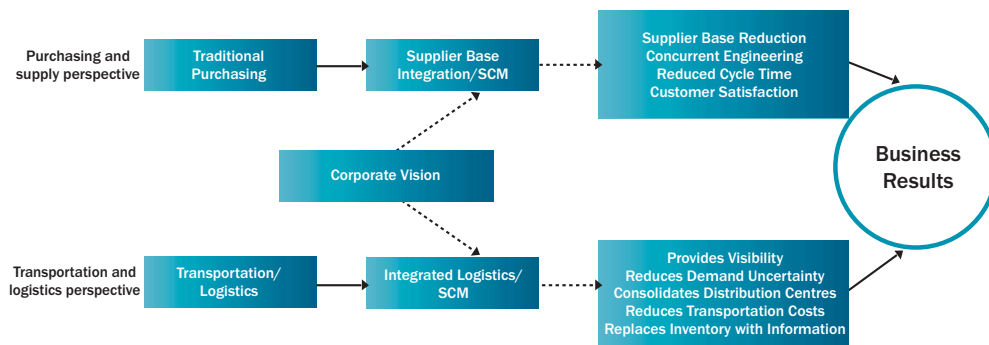 Purchasing and
supply perspective
Traditional
Purchasing
Supplier Base
Integration/SCM
Supplier Base Reduction
Concurrent Engineering
Reduced Cycle Time
Customer Satisfaction
Corporate Vision
Business
Results
Transportation and
logistics perspective
Transportation/
Logistics
Integrated Logistics/
SCM
Provides Visibility
Reduces Demand Uncertainty
Consolidates Distribution Centres
Reduces Transportation Costs
Replaces Inventory with Information